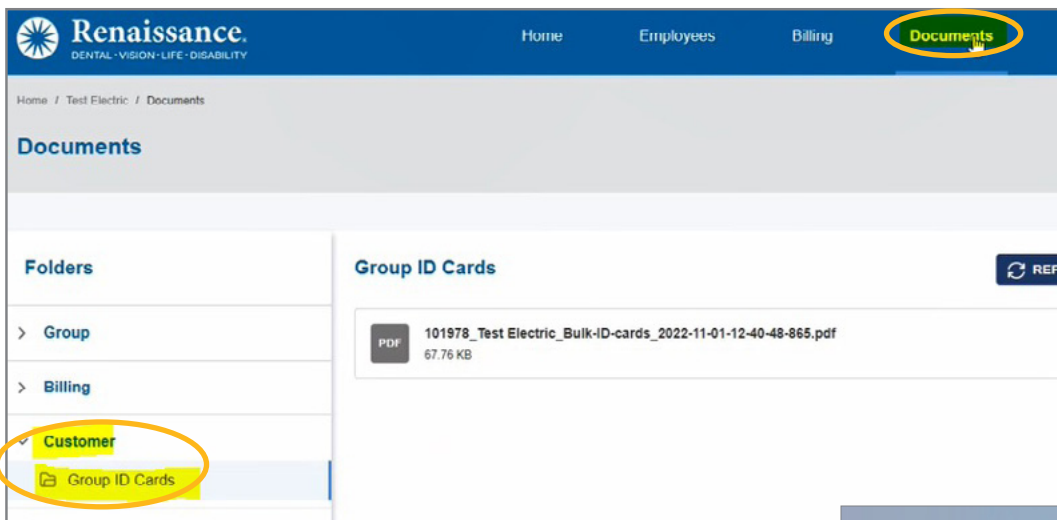 Renaissance.
DENTAL·VISION·LIFE·DISABILITY
Home Employees Billing Documents
Home / Test Electric / Documents
Documents
Folders
Group ID Cards
REF
Group
PDF
101978_Test Electric_Bulk-ID-cards_2022-11-01-12-40-48-865.pdf
67.76 KB
Billing
Customer
Group ID Cards